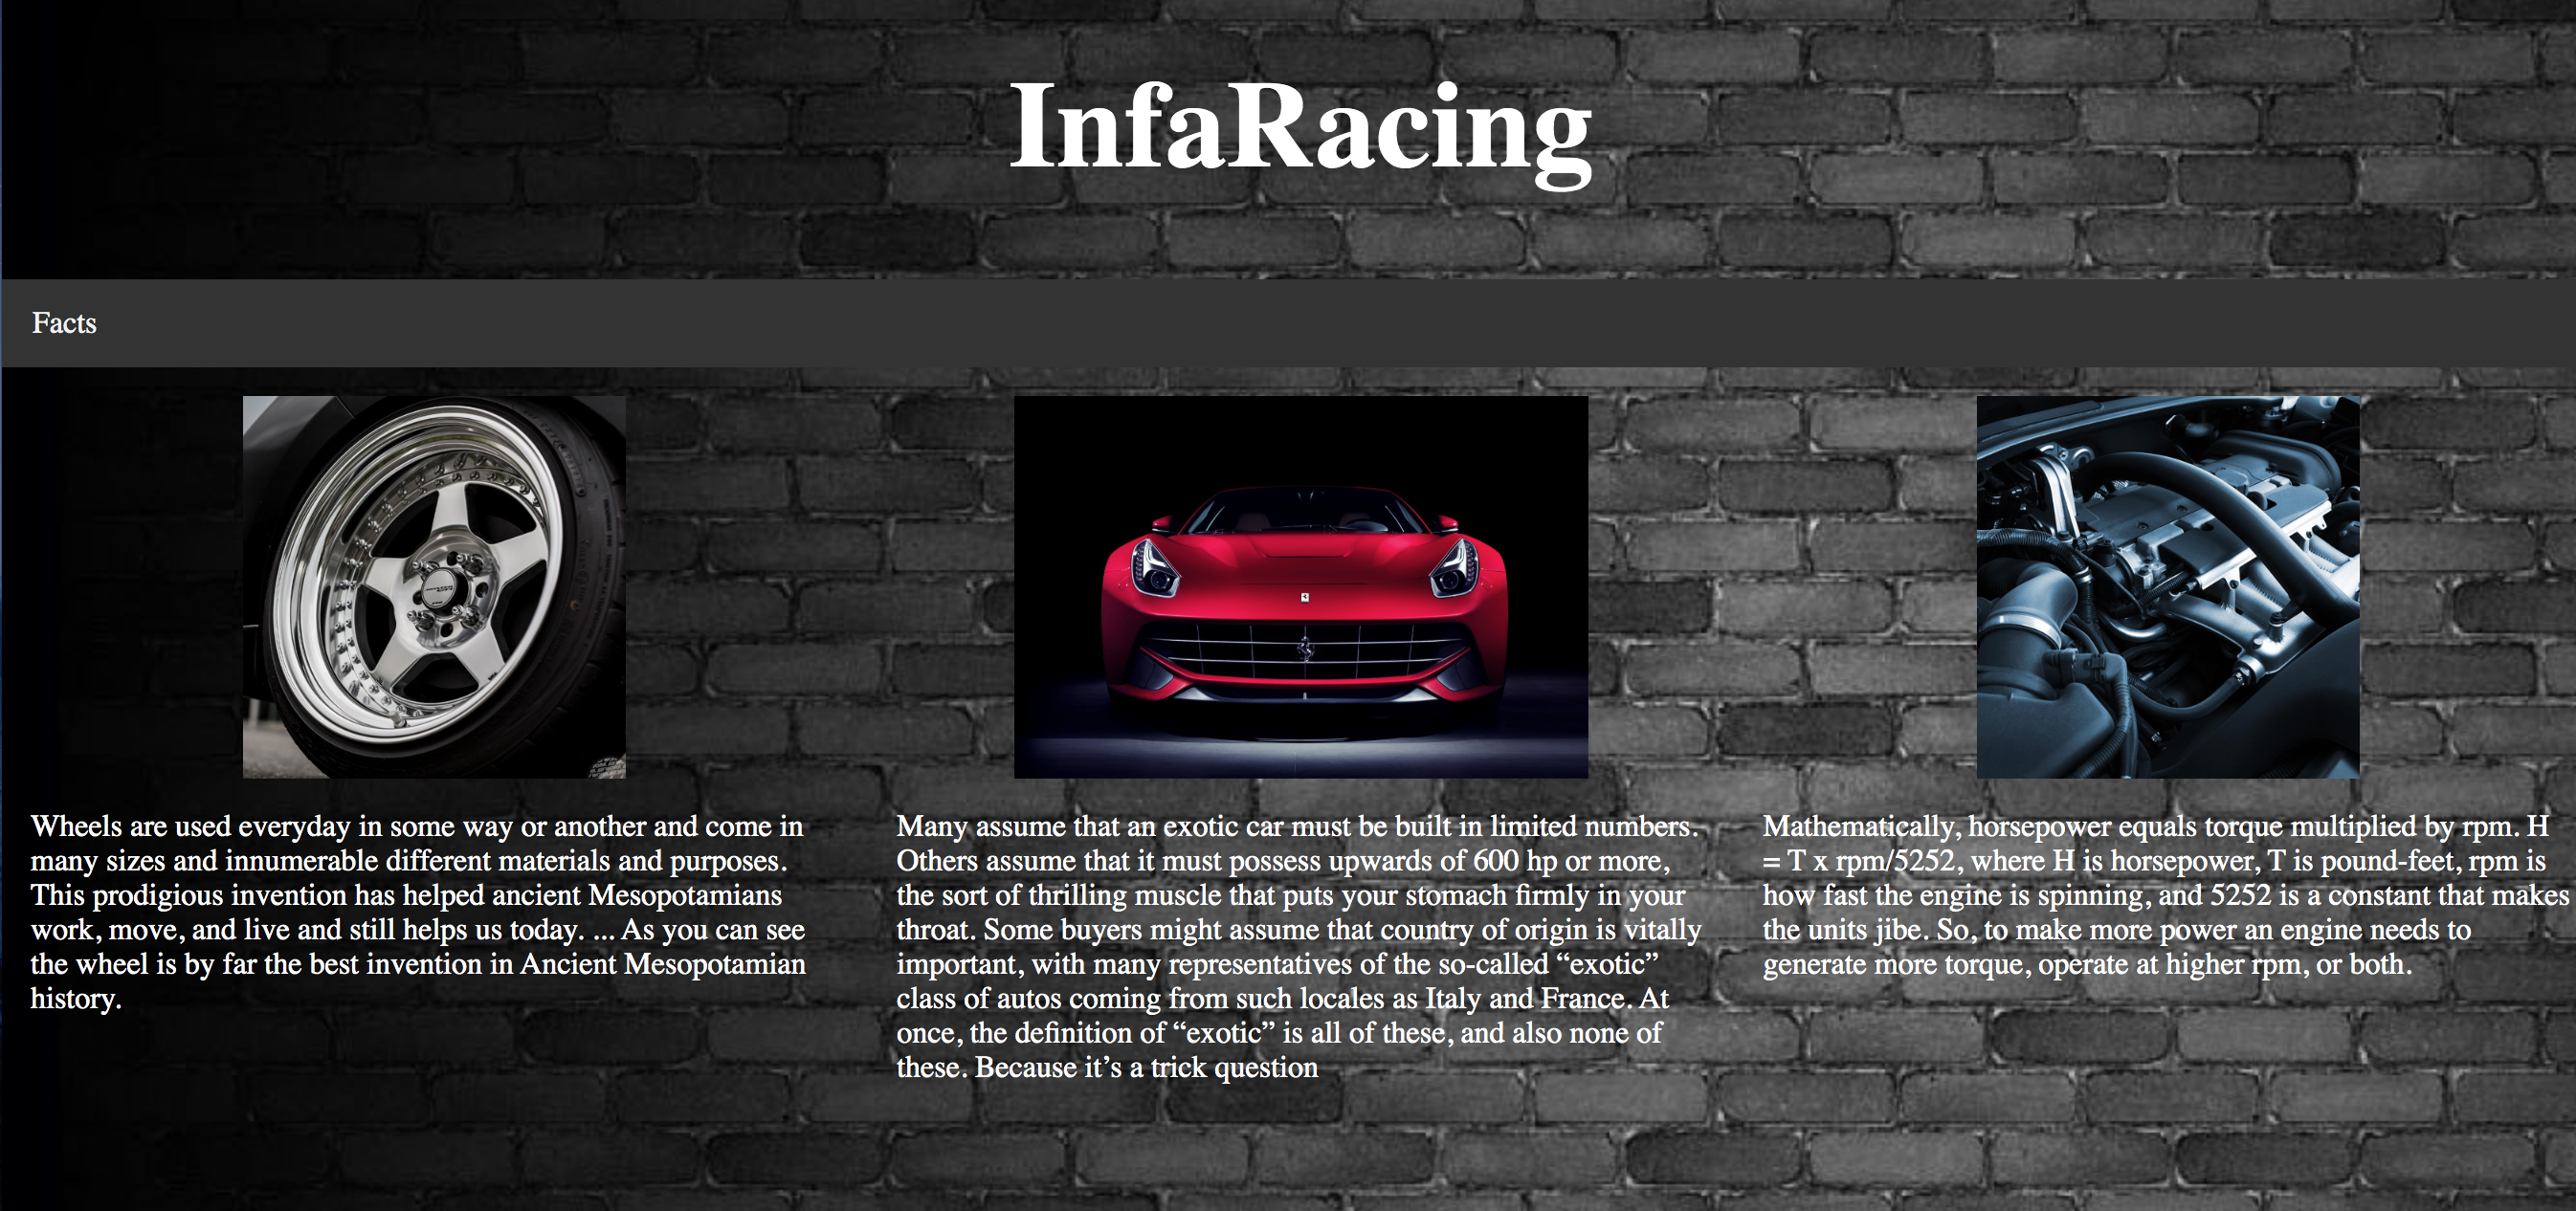 InfaRacing
Facts
Wheels are used everyday in some way or another and come in
many sizes and innumerable different materials and purposes.
This prodigious invention has helped ancient Mesopotamians
work, move, and live and still helps us today. ... As you can see
the wheel is by far the best invention in Ancient Mesopotamian
history.
Many assume that an exotic car must be built in limited numbers.
Others assume that it must possess upwards of 600 hp or more,
the sort of thrilling muscle that puts your stomach firmly in your
throat. Some buyers might assume that country of origin is vitally
important, with many representatives of the so-called “exotic”
class of autos coming from such locales as Italy and France. At
once, the definition of “exotic” is all of these, and also none of
these. Because it’s a trick question
Mathematically, horsepower equals torque multiplied by rpm. H
= T x rpm/5252, where H is horsepower, T is pound-feet, rpm is
how fast the engine is spinning, and 5252 is a constant that makes
the units jibe. So, to make more power an engine needs to
generate more torque, operate at higher rpm, or both.